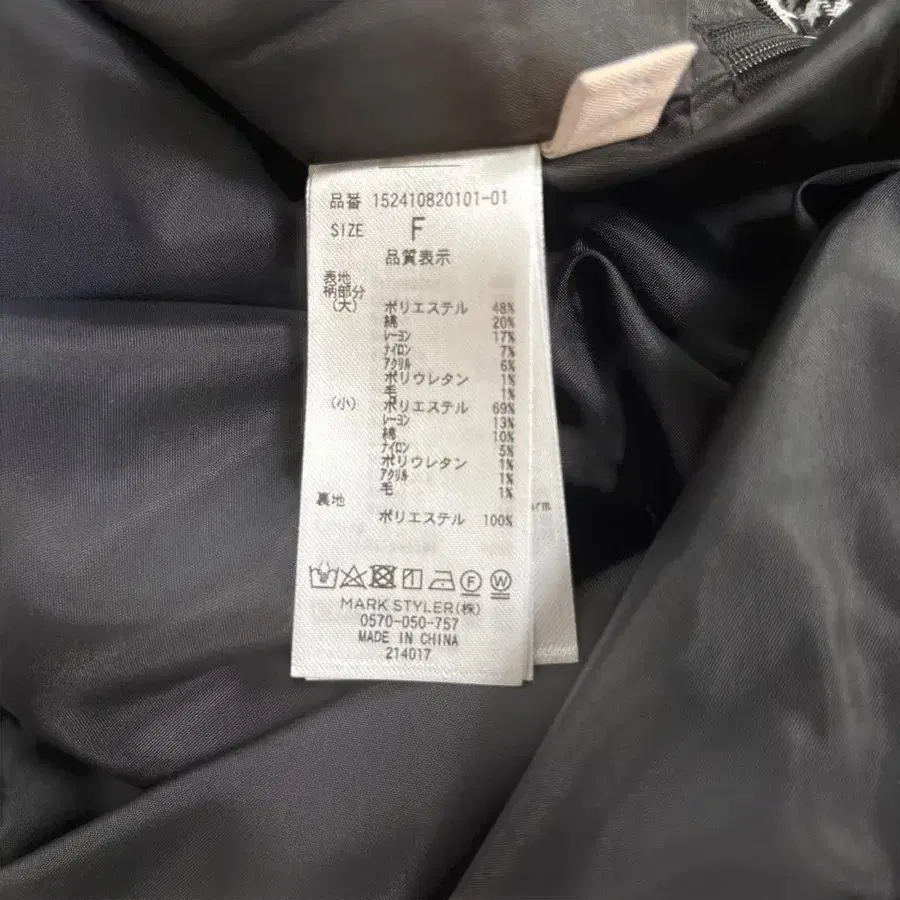 品番 152410820101-01
SIZE F
品質表示
表地
柄部分
(大) ポリエステル 48%
綿 20%
レーヨン 17%
ナイロン 7%
アクリル 6%
ポリウレタン 1%
毛 1%
(小) ポリエステル 69%
レーヨン 13%
綿 10%
ナイロン 5%
ポリウレタン 1%
アクリル 1%
毛 1%
裏地
ポリエステル 100%
F W
MARK STYLER(株)
0570-050-757
MADE IN CHINA
214017